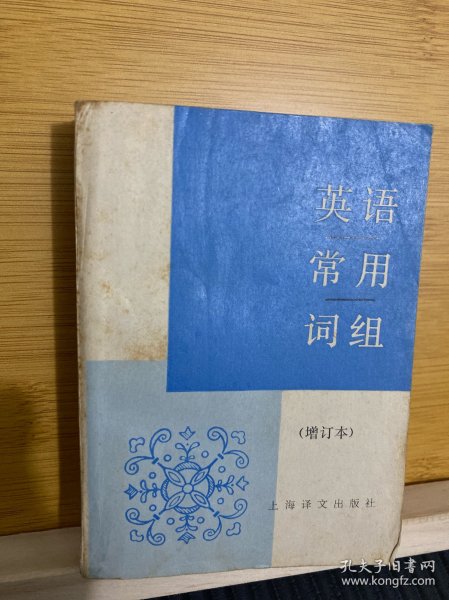 英语
常用
词组
(增订本)
上海译文出版社
孔夫子旧书网
www.kongfz.com